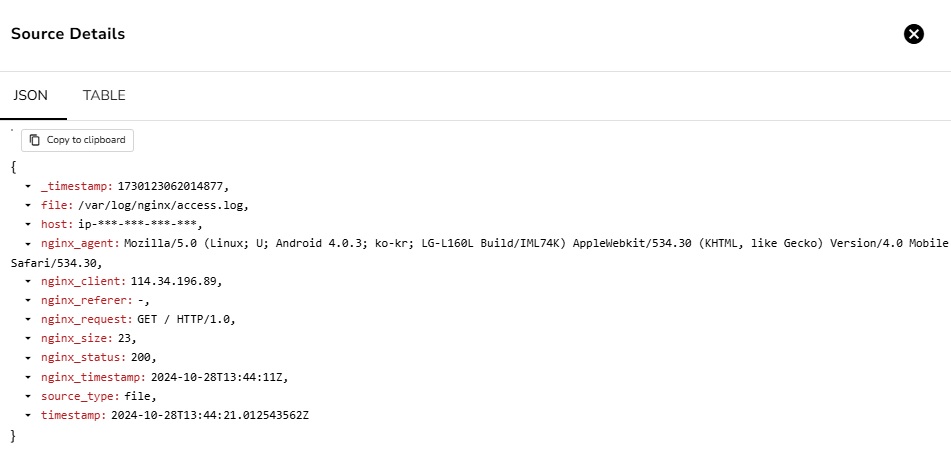 Source Details
JSON TABLE
Copy to clipboard
{
_timestamp: 1730123062014877,
file: /var/log/nginx/access.log,
host: ip-***-***-***-***,
nginx_agent: Mozilla/5.0 (Linux; U; Android 4.0.3; ko-kr; LG-L160L Build/IML74K) AppleWebkit/534.30 (KHTML, like Gecko) Version/4.0 Mobile
Safari/534.30,
nginx_client: 114.34.196.89,
nginx_referer: -,
nginx_request: GET / HTTP/1.0,
nginx_size: 23,
nginx_status: 200,
nginx_timestamp: 2024-10-28T13:44:11Z,
source_type: file,
timestamp: 2024-10-28T13:44:21.012543562Z
}